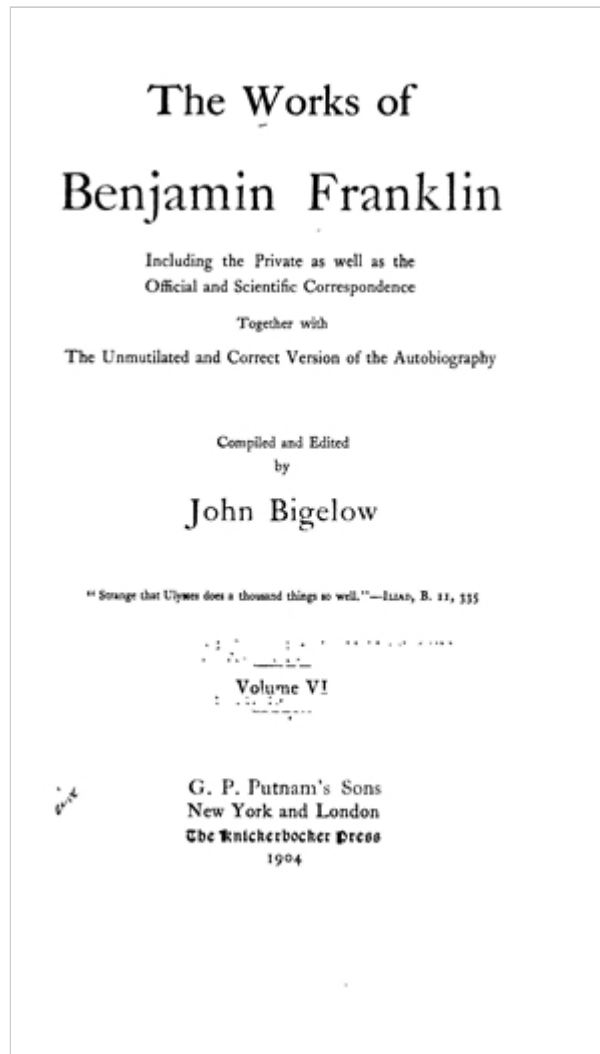 The Works of
Benjamin Franklin
Including the Private as well as the
Official and Scientific Correspondence
Together with
The Unmutilated and Correct Version of the Autobiography
Compiled and Edited
by
John Bigelow
"Strange that Ulysses does a thousand things so well."—ILIAD, B. 11, 335
Volume VI
G. P. Putnam's Sons
New York and London
The Knickerbocker Press
1904